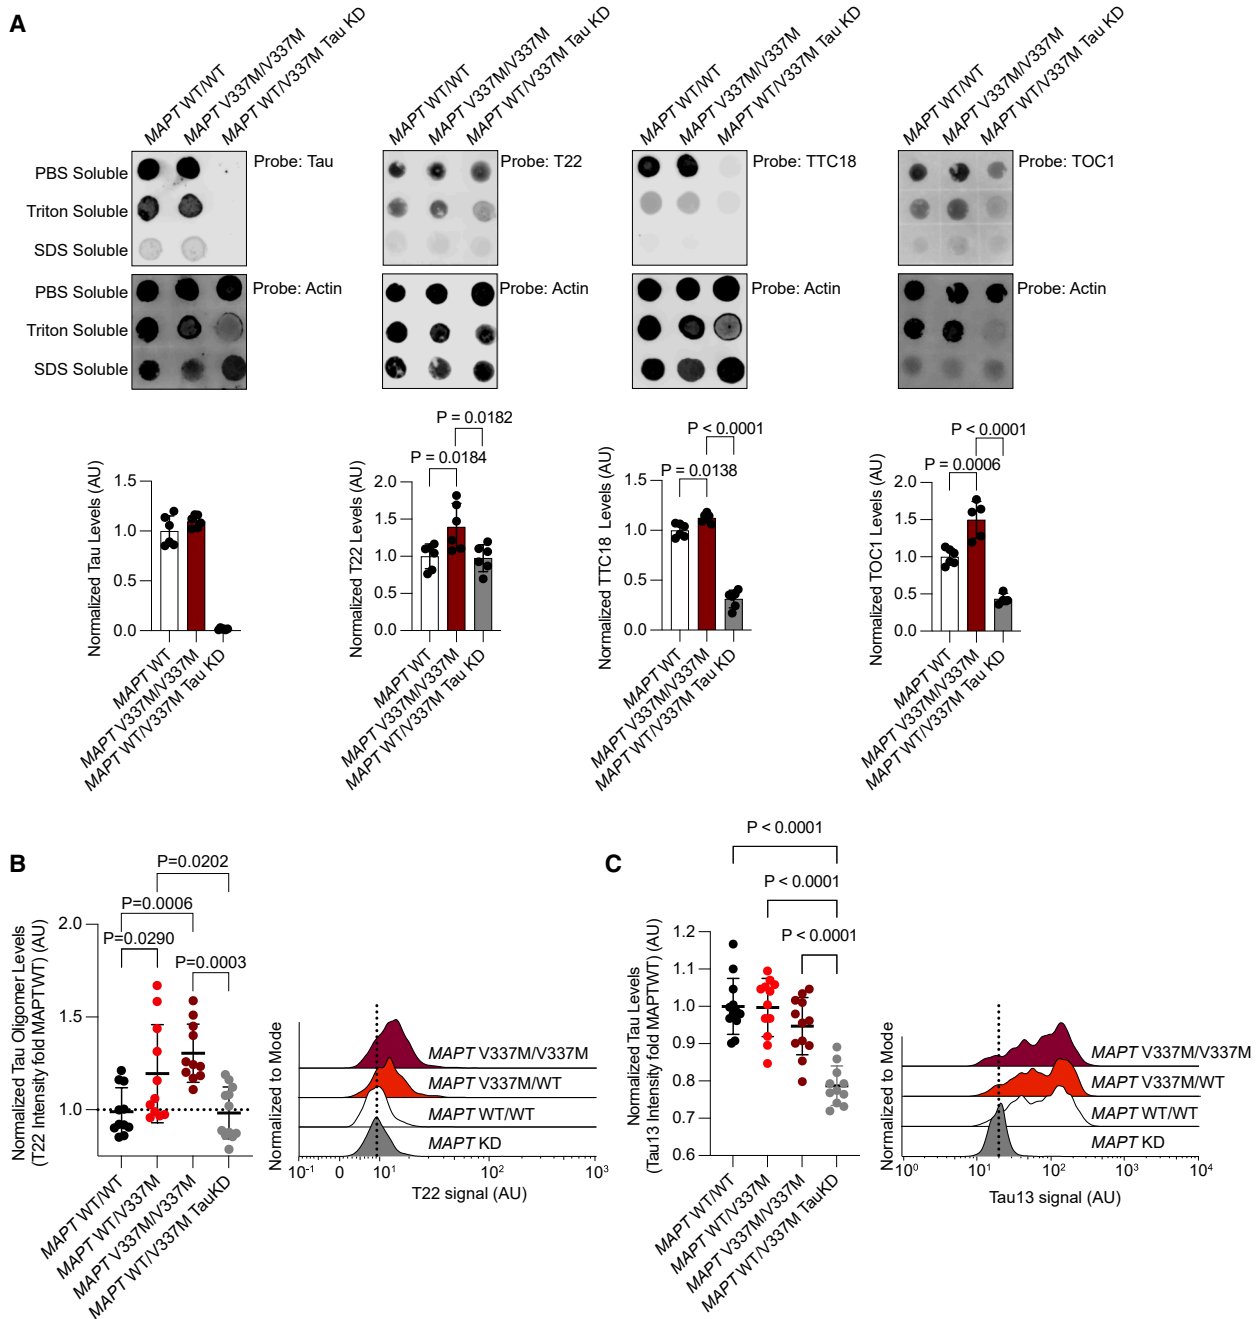 A
MAPT WT/WT
MAPT V337M/V337M
MAPT WT/V337M Tau KD
MAPT WT/WT
MAPT V337M/V337M
MAPT WT/V337M Tau KD
MAPT WT/WT
MAPT V337M/V337M
MAPT WT/V337M Tau KD
MAPT WT/WT
MAPT V337M/V337M
MAPT WT/V337M Tau KD
PBS Soluble
Triton Soluble
SDS Soluble
Probe: Tau
Probe: T22
Probe: TTC18
Probe: TOC1
PBS Soluble
Triton Soluble
SDS Soluble
Probe: Actin
Probe: Actin
Probe: Actin
Probe: Actin
Normalized Tau Levels (AU)
1.5
1.0
0.5
0.0
MAPT WT
MAPT V337M/V337M
MAPT WT/V337M Tau KD
P = 0.0182
P = 0.0184
Normalized T22 Levels (AU)
2.0
1.5
1.0
0.5
0.0
MAPT WT
MAPT V337M/V337M
MAPT WT/V337M Tau KD
P < 0.0001
P = 0.0138
Normalized TTC18 Levels (AU)
1.5
1.0
0.5
0.0
MAPT WT
MAPT V337M/V337M
MAPT WT/V337M Tau KD
P < 0.0001
P = 0.0006
Normalized TOC1 Levels (AU)
2.0
1.5
1.0
0.5
0.0
MAPT WT
MAPT V337M/V337M
MAPT WT/V337M Tau KD
B
P=0.0202
P=0.0006
P=0.0290
P=0.0003
Normalized Tau Oligomer Levels
(T22 Intensity fold MAPTWT) (AU)
2.0
1.5
1.0
MAPT WT/WT
MAPT WT/V337M
MAPT V337M/V337M
MAPT WT/V337M TauKD
Normalized to Mode
MAPT V337M/V337M
MAPT V337M/WT
MAPT WT/WT
MAPT KD
10-1
0
101
102
103
T22 signal (AU)
C
P < 0.0001
P < 0.0001
P < 0.0001
Normalized Tau Levels
(Tau13 Intensity fold MAPTWT) (AU)
1.2
1.1
1.0
0.9
0.8
0.7
0.6
MAPT WT/WT
MAPT WT/V337M
MAPT V337M/V337M
MAPT WT/V337M TauKD
Normalized to Mode
MAPT V337M/V337M
MAPT V337M/WT
MAPT WT/WT
MAPT KD
100
101
102
103
104
Tau13 signal (AU)